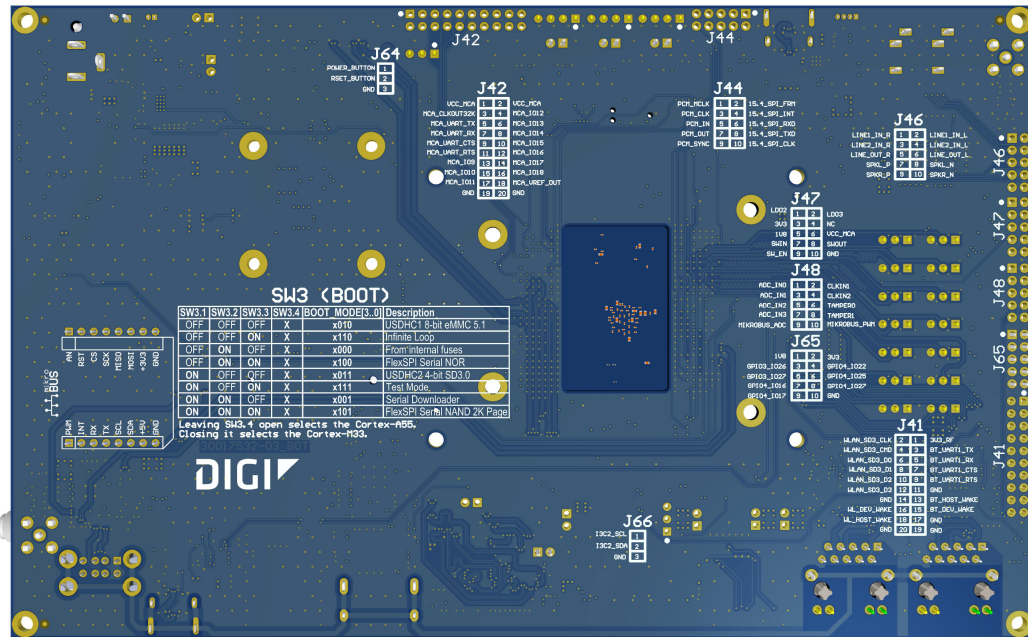 J42
J44
J64
POWER_BUTTON 1
RSET_BUTTON 2
GND 3
J42
VCC_MCA 1 2 VCC_MCA
MCA_CLKOUT32K 3 4 MCA_IO12
MCA_UART_TX 5 6 MCA_IO13
MCA_UART_RX 7 8 MCA_IO14
MCA_UART_CTS 9 10 MCA_IO15
MCA_UART_RTS 11 12 MCA_IO16
MCA_IO9 13 14 MCA_IO17
MCA_IO10 15 16 MCA_IO18
MCA_IO11 17 18 MCA_VREF_OUT
GND 19 20 GND
J44
PCM_MCLK 1 2 15.4_SPI_FRM
PCM_CLK 3 4 15.4_SPI_INT
PCM_IN 5 6 15.4_SPI_RXD
PCM_OUT 7 8 15.4_SPI_TXD
PCM_SYNC 9 10 15.4_SPI_CLK
J46
LINE1_IN_R 1 2 LINE1_IN_L
LINE2_IN_R 3 4 LINE2_IN_L
LINE_OUT_R 5 6 LINE_OUT_L
SPKL_P 7 8 SPKL_N
SPKR_P 9 10 SPKR_N
J46
J47
LDO2 1 2 LDO3
3V3 3 4 NC
1V8 5 6 VCC_MCA
SWIN 7 8 SWOUT
SW_EN 9 10 GND
J47
J48
ADC_IN0 1 2 CLKIN1
ADC_IN1 3 4 CLKIN2
ADC_IN2 5 6 TAMPER0
ADC_IN3 7 8 TAMPER1
MIKROBUS_ADC 9 10 MIKROBUS_PWM
J48
J65
1V8 1 2 3V3
GPIO3_IO26 3 4 GPIO4_IO22
GPIO3_IO27 5 6 GPIO4_IO25
GPIO4_IO16 7 8 GPIO4_IO27
GPIO4_IO17 9 10 GND
J65
SW3 (BOOT)
SW3.1 SW3.2 SW3.3 SW3.4 BOOT_MODE[3..0] Description
OFF OFF OFF X x010 USDHC1 8-bit eMMC 5.1
OFF OFF ON X x110 Infinite Loop
OFF ON OFF X x000 From internal fuses
OFF ON ON X x100 FlexSPI Serial NOR
ON OFF OFF X x011 USDHC2 4-bit SD3.0
ON OFF ON X x111 Test Mode
ON ON OFF X x001 Serial Downloader
ON ON ON X x101 FlexSPI Serial NAND 2K Page
Leaving SW3.4 open selects the Cortex-A55.
Closing it selects the Cortex-M33.
AN RST CS SCK MISO MOSI +3V3 GND
BUS
PWM INT RX TX SCL SDA +5V GND
DIGI
J41
WLAN_SD3_CLK 2 1 3V3_RF
WLAN_SD3_CMD 4 3 BT_UART1_TX
WLAN_SD3_D0 6 5 BT_UART1_RX
WLAN_SD3_D1 8 7 BT_UART1_CTS
WLAN_SD3_D2 10 9 BT_UART1_RTS
WLAN_SD3_D3 12 11 GND
GND 14 13 BT_HOST_WAKE
WL_DEV_WAKE 16 15 BT_DEV_WAKE
WL_HOST_WAKE 18 17 GND
GND 20 19 GND
J41
J66
I3C2_SCL 1
I3C2_SDA 2
GND 3